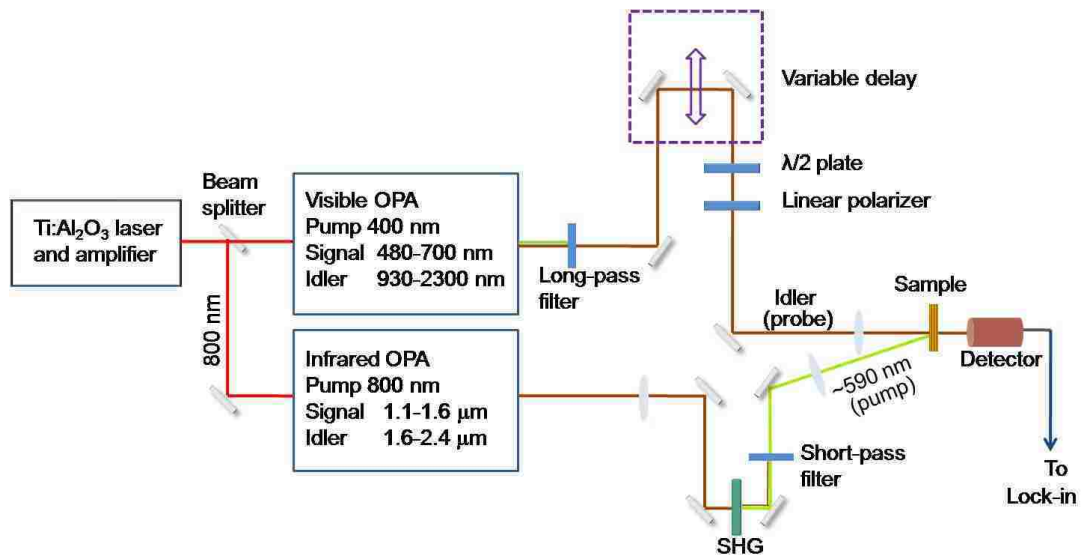 Variable delay
λ/2 plate
Linear polarizer
Beam
splitter
Ti:Al₂O₃ laser
and amplifier
Visible OPA
Pump 400 nm
Signal 480–700 nm
Idler 930–2300 nm
Long-pass
filter
800 nm
Infrared OPA
Pump 800 nm
Signal 1.1–1.6 μm
Idler 1.6–2.4 μm
Idler
(probe)
Sample
Detector
~590 nm
(pump)
Short-pass
filter
SHG
To
Lock-in